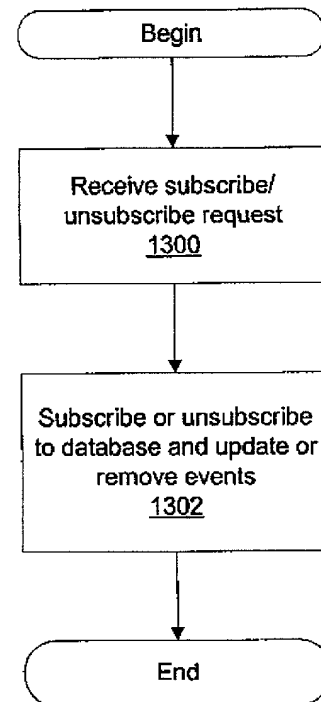 Begin
Receive subscribe/
unsubscribe request
1300
Subscribe or unsubscribe
to database and update or
remove events
1302
End